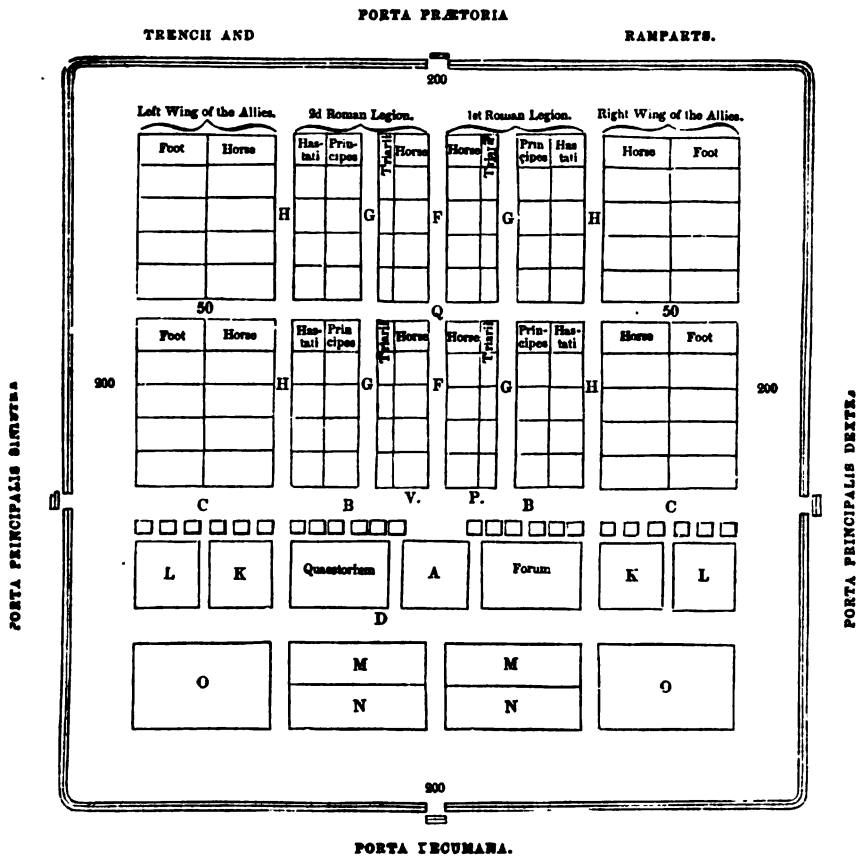 PORTA PRÆTORIA
TRENCH AND RAMPARTS.
200
Left Wing of the Allies. 2d Roman Legion. 1st Roman Legion. Right Wing of the Allies.
Foot Horse Has-tati Prin-cipes Triarii Horse Horse Triarii Prin cipes Has tati Horse Foot
H G F G H
50 Q 50
Foot Horse Has-tati Prin cipes Triarii Horse Horse Triarii Prin-cipes Has-tati Horse Foot
200 H G F G H 200
PORTA PRINCIPALIS SINISTRA
PORTA PRINCIPALIS DEXTRA
C B V. P. B C
L K Quaestorium A Forum K L
D
O M M O
N N
200
PORTA DECUMANA.